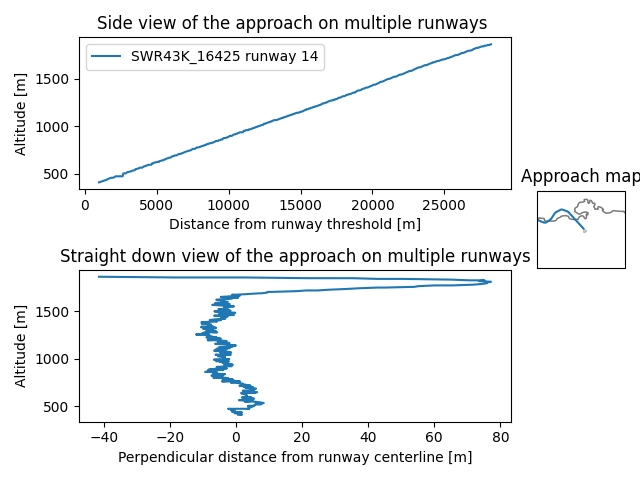 Side view of the approach on multiple runways
Altitude [m]
1500
1000
500
SWR43K_16425 runway 14
0 5000 10000 15000 20000 25000
Distance from runway threshold [m]
Approach map
Straight down view of the approach on multiple runways
Altitude [m]
1500
1000
500
−40 −20 0 20 40 60 80
Perpendicular distance from runway centerline [m]